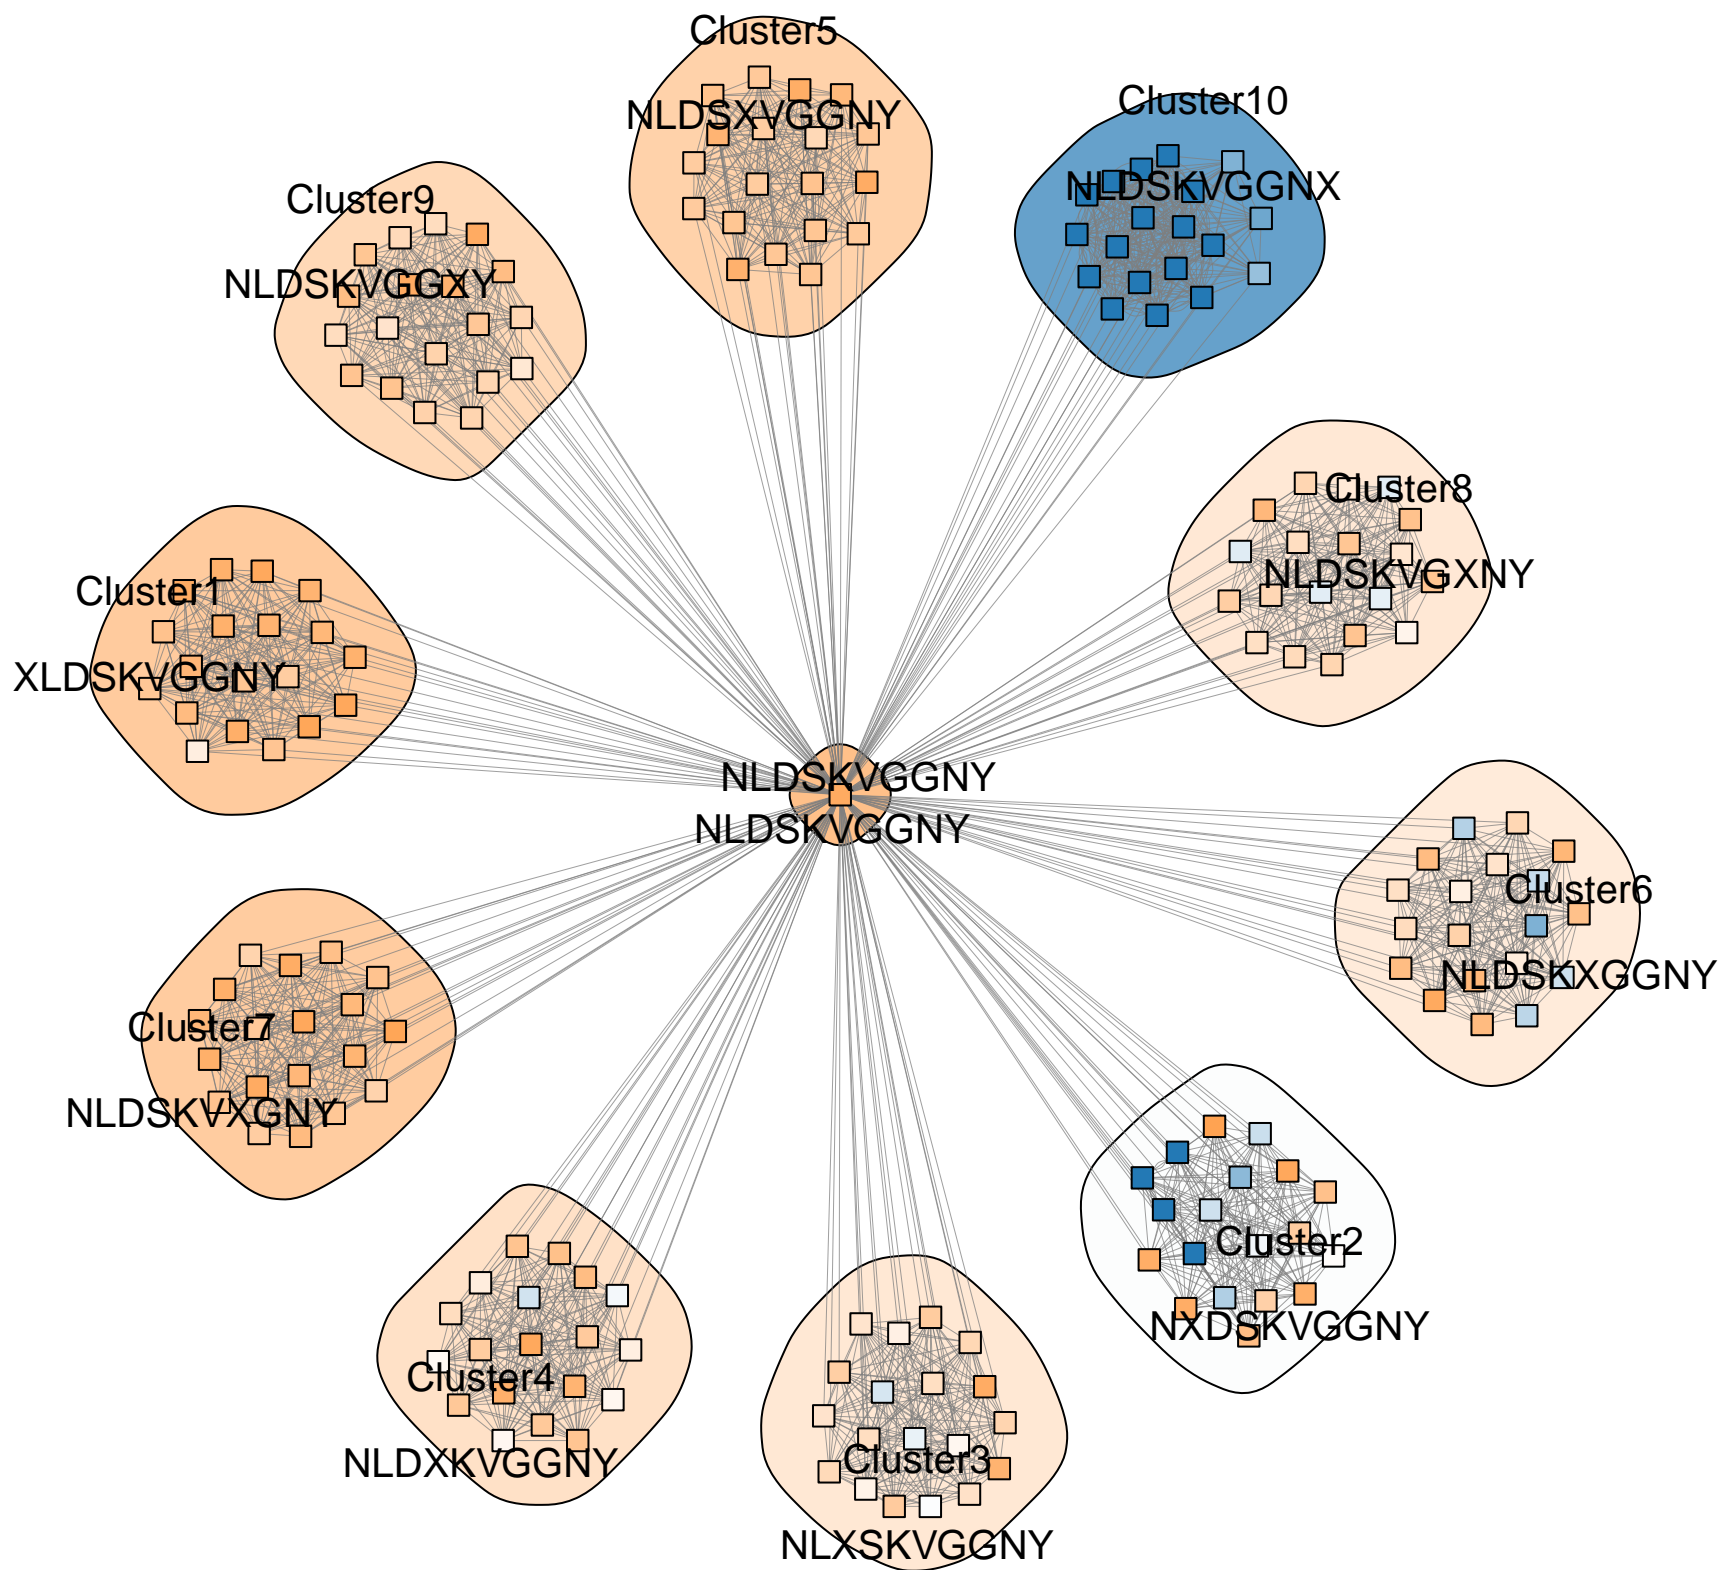 Cluster5
NLDSXVGGNY
Cluster10
NLDSKVGGNX
Cluster9
NLDSKVGGXY
Cluster8
NLDSKVGXNY
Cluster1
XLDSKVGGNY
NLDSKVGGNY
NLDSKVGGNY
Cluster6
NLDSKXGGNY
Cluster7
NLDSKVXGNY
Cluster2
NXDSKVGGNY
Cluster4
NLDXKVGGNY
Cluster3
NLXSKVGGNY